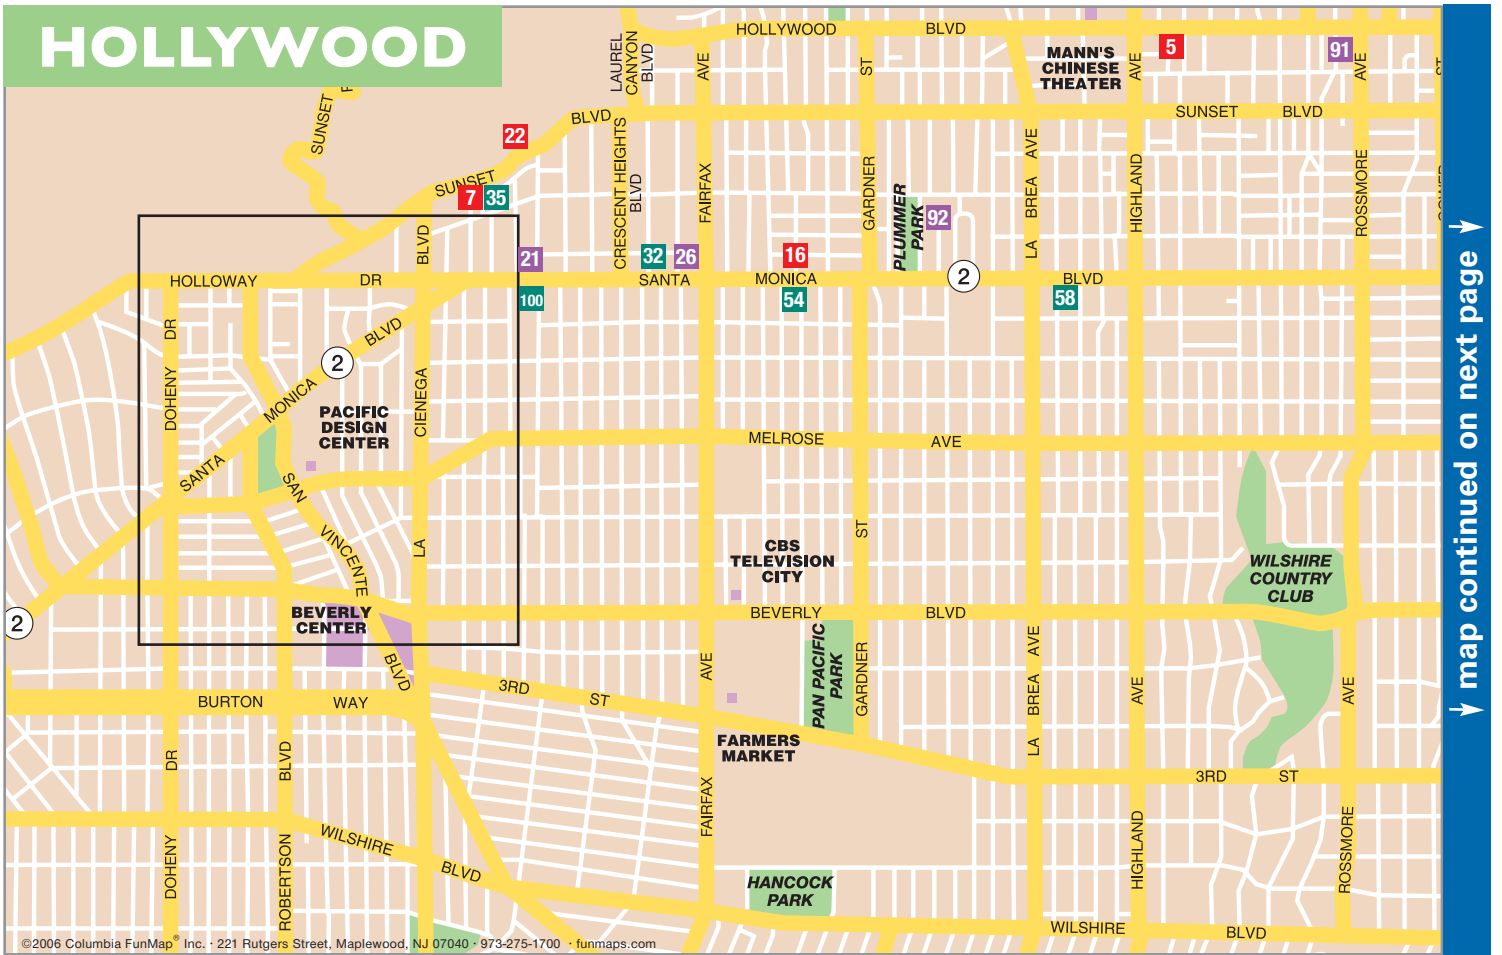 HOLLYWOOD
HOLLYWOOD BLVD
LAUREL
CANYON
BLVD
AVE
ST
MANN'S
CHINESE
THEATER
AVE
5
91
AVE
ST
SUNSET
BLVD
SUNSET BLVD
22
SUNSET
7
35
CRESCENT HEIGHTS
BLVD
FAIRFAX
GARDNER
PLUMMER
PARK
92
LA BREA AVE
HIGHLAND
ROSSMORE
BLVD
21
32
26
16
HOLLOWAY DR
SANTA MONICA
2
BLVD
100
54
58
DR
BLVD
2
MONICA
DOHENY
CIENEGA
PACIFIC
DESIGN
CENTER
MELROSE AVE
SANTA
SAN
VINCENTE
LA
ST
CBS
TELEVISION
CITY
WILSHIRE
COUNTRY
CLUB
2
BEVERLY
CENTER
BEVERLY BLVD
BLVD
AVE
PAN PACIFIC
PARK
GARDNER
LA BREA AVE
AVE
AVE
3RD ST
BURTON WAY
FARMERS
MARKET
DR
BLVD
3RD ST
FAIRFAX
WILSHIRE
BLVD
DOHENY
ROBERTSON
HIGHLAND
ROSSMORE
HANCOCK
PARK
WILSHIRE BLVD
©2006 Columbia FunMap® Inc. · 221 Rutgers Street, Maplewood, NJ 07040 · 973-275-1700 · funmaps.com
map continued on next page